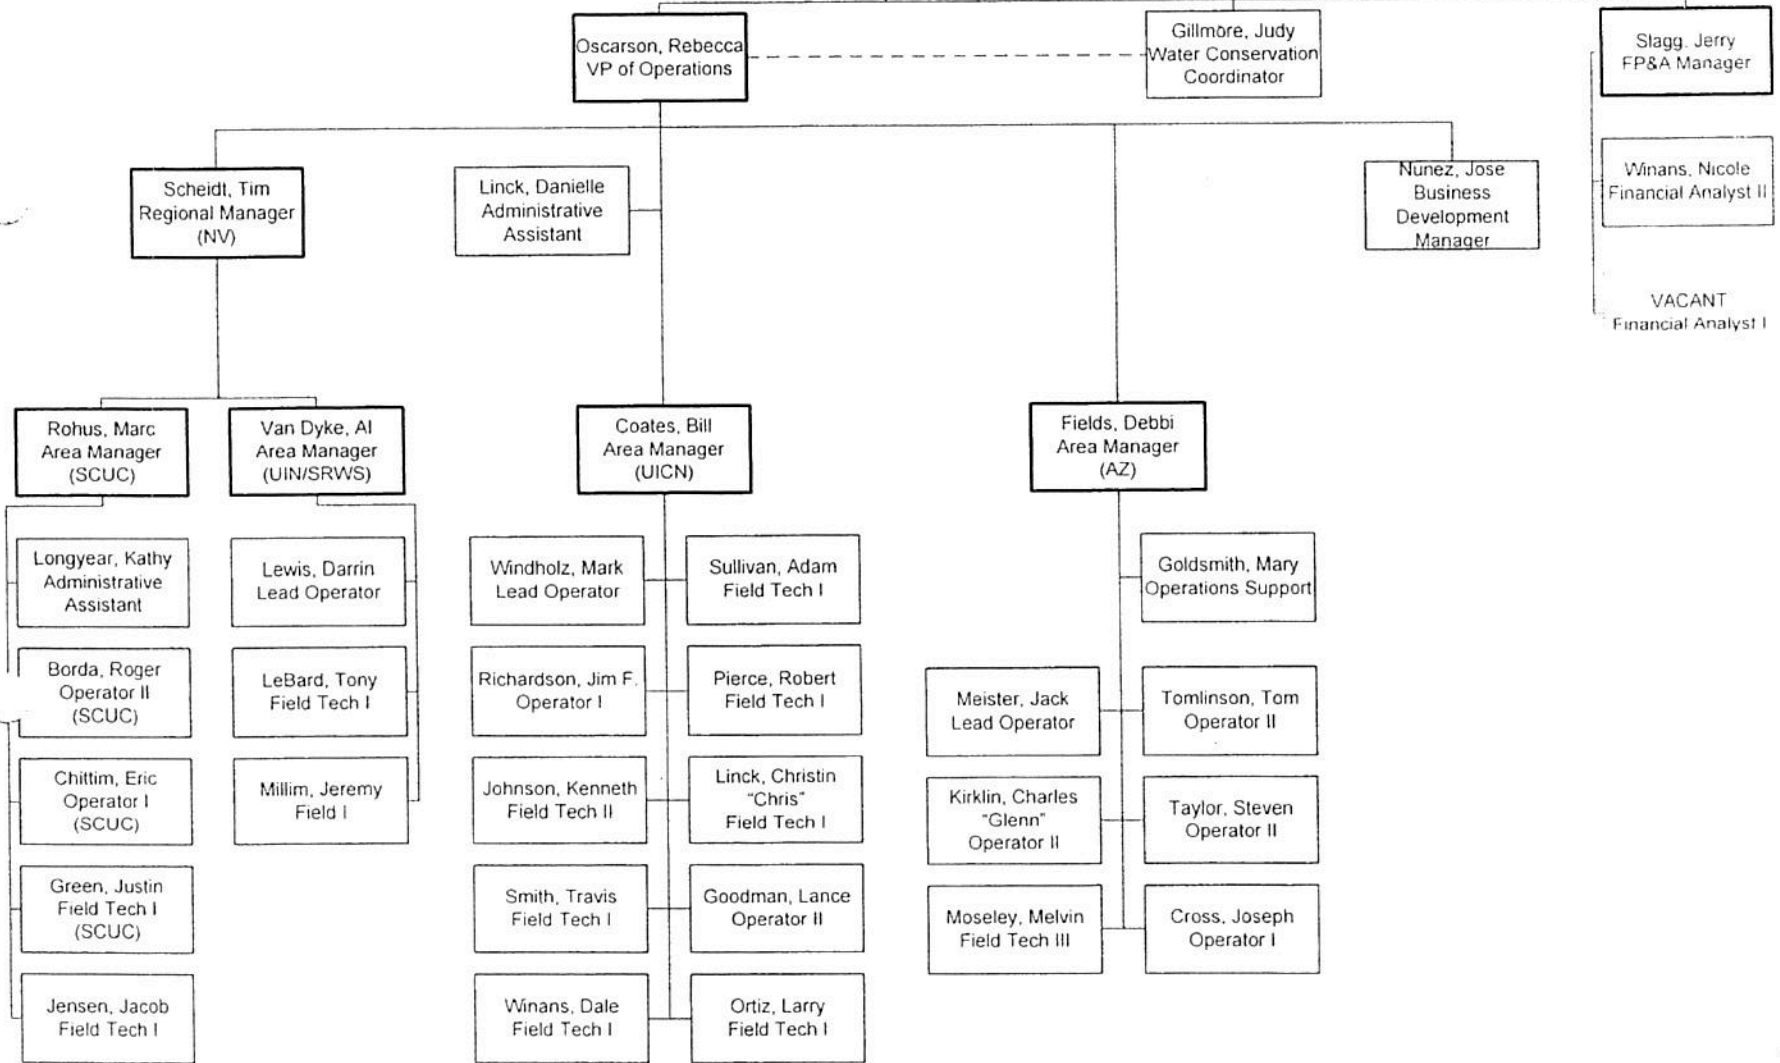 Oscarson, Rebecca
VP of Operations
Gillmore, Judy
Water Conservation
Coordinator
Slagg. Jerry
FP&A Manager
Scheidt, Tim
Regional Manager
(NV)
Linck, Danielle
Administrative
Assistant
Nunez, Jose
Business
Development
Manager
Winans, Nicole
Financial Analyst II
VACANT
Financial Analyst I
Rohus, Marc
Area Manager
(SCUC)
Van Dyke, Al
Area Manager
(UIN/SRWS)
Coates, Bill
Area Manager
(UICN)
Fields, Debbi
Area Manager
(AZ)
Longyear, Kathy
Administrative
Assistant
Borda, Roger
Operator II
(SCUC)
Chittim, Eric
Operator I
(SCUC)
Green, Justin
Field Tech I
(SCUC)
Jensen, Jacob
Field Tech I
Lewis, Darrin
Lead Operator
LeBard, Tony
Field Tech I
Millim, Jeremy
Field I
Windholz, Mark
Lead Operator
Richardson, Jim F.
Operator I
Johnson, Kenneth
Field Tech II
Smith, Travis
Field Tech I
Winans, Dale
Field Tech I
Sullivan, Adam
Field Tech I
Pierce, Robert
Field Tech I
Linck, Christin
"Chris"
Field Tech I
Goodman, Lance
Operator II
Ortiz, Larry
Field Tech I
Goldsmith, Mary
Operations Support
Meister, Jack
Lead Operator
Kirklin, Charles
"Glenn"
Operator II
Moseley, Melvin
Field Tech III
Tomlinson, Tom
Operator II
Taylor, Steven
Operator II
Cross, Joseph
Operator I